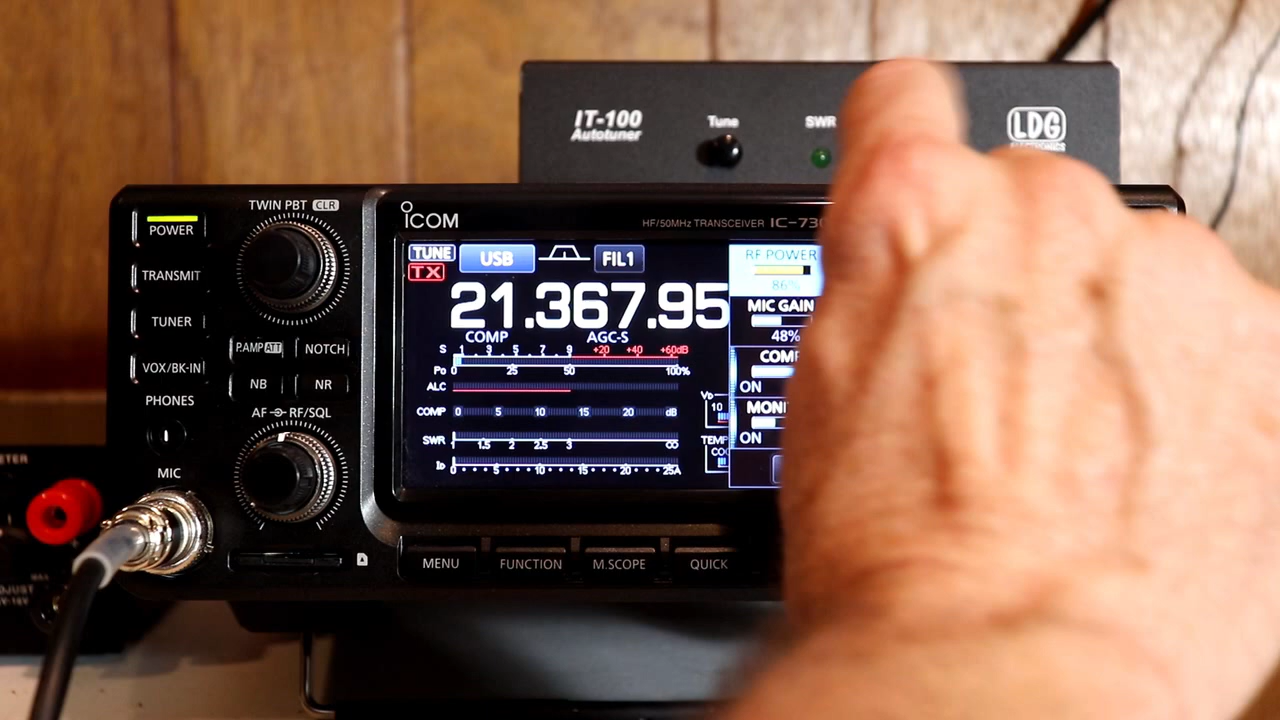 IT-100
Autotuner
Tune
SWR
LDG
ELECTRONICS
TWIN PBT CLR
ICOM
HF/50MHz TRANSCEIVER IC-730
POWER
TRANSMIT
TUNER
VOX/BK-IN
PHONES
MIC
P.AMP ATT
NOTCH
NB
NR
AF RF/SQL
TUNE
USB
FIL1
TX
21.367.95
COMP
AGC-S
S 1 3 5 7 9 +20 +40 +60dB
Po 0 25 50 100%
ALC
COMP 0 5 10 15 20 dB
SWR 1 1.5 2 2.5 3 ∞
ID 0 5 10 15 20 25A
VD
10
TEMP
RF POWER
86%
MIC GAIN
48%
COMP
ON
MONI
ON
MENU
FUNCTION
M.SCOPE
QUICK